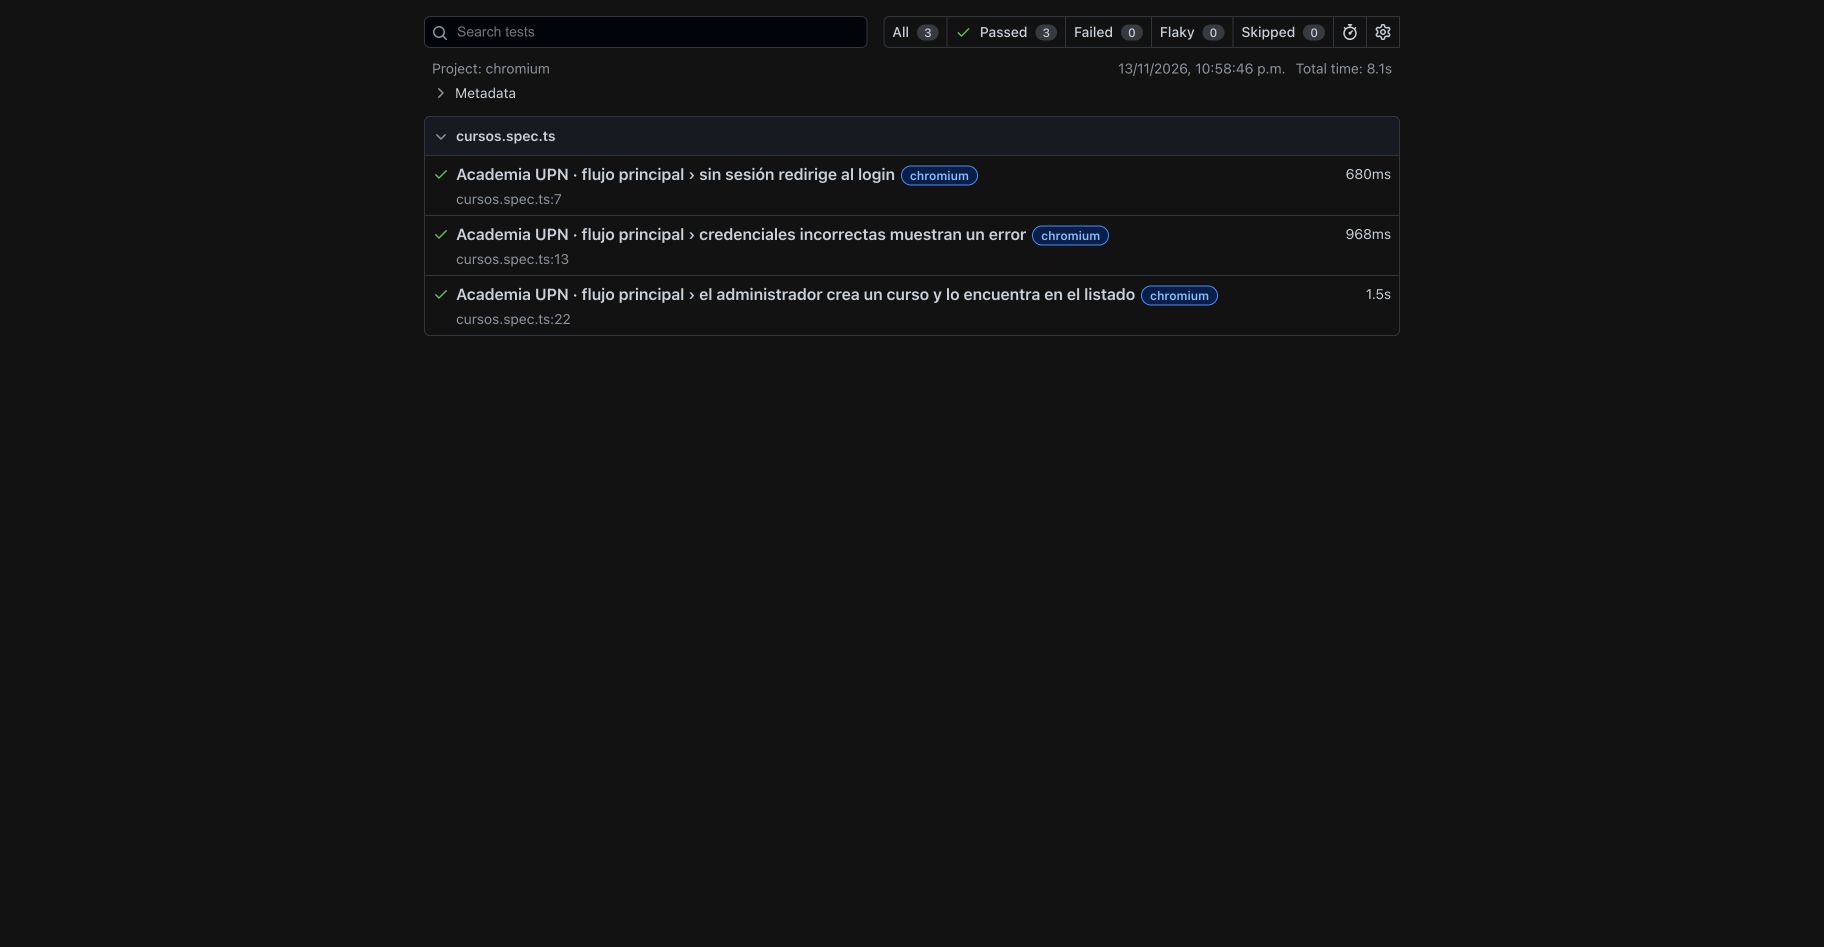 Search tests
All 3 Passed 3 Failed 0 Flaky 0 Skipped 0
Project: chromium 13/11/2026, 10:58:46 p.m. Total time: 8.1s
Metadata
cursos.spec.ts
Academia UPN · flujo principal › sin sesión redirige al login chromium 680ms
cursos.spec.ts:7
Academia UPN · flujo principal › credenciales incorrectas muestran un error chromium 968ms
cursos.spec.ts:13
Academia UPN · flujo principal › el administrador crea un curso y lo encuentra en el listado chromium 1.5s
cursos.spec.ts:22